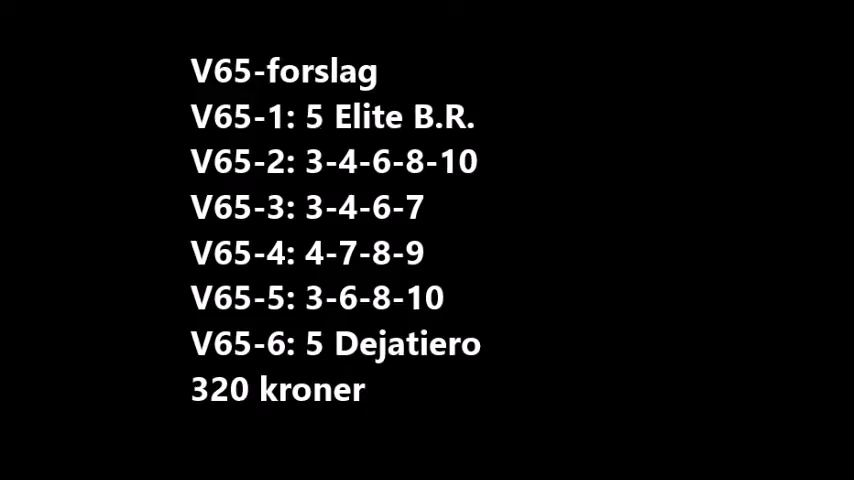 V65-forslag
V65-1: 5 Elite B.R.
V65-2: 3-4-6-8-10
V65-3: 3-4-6-7
V65-4: 4-7-8-9
V65-5: 3-6-8-10
V65-6: 5 Dejatiero
320 kroner